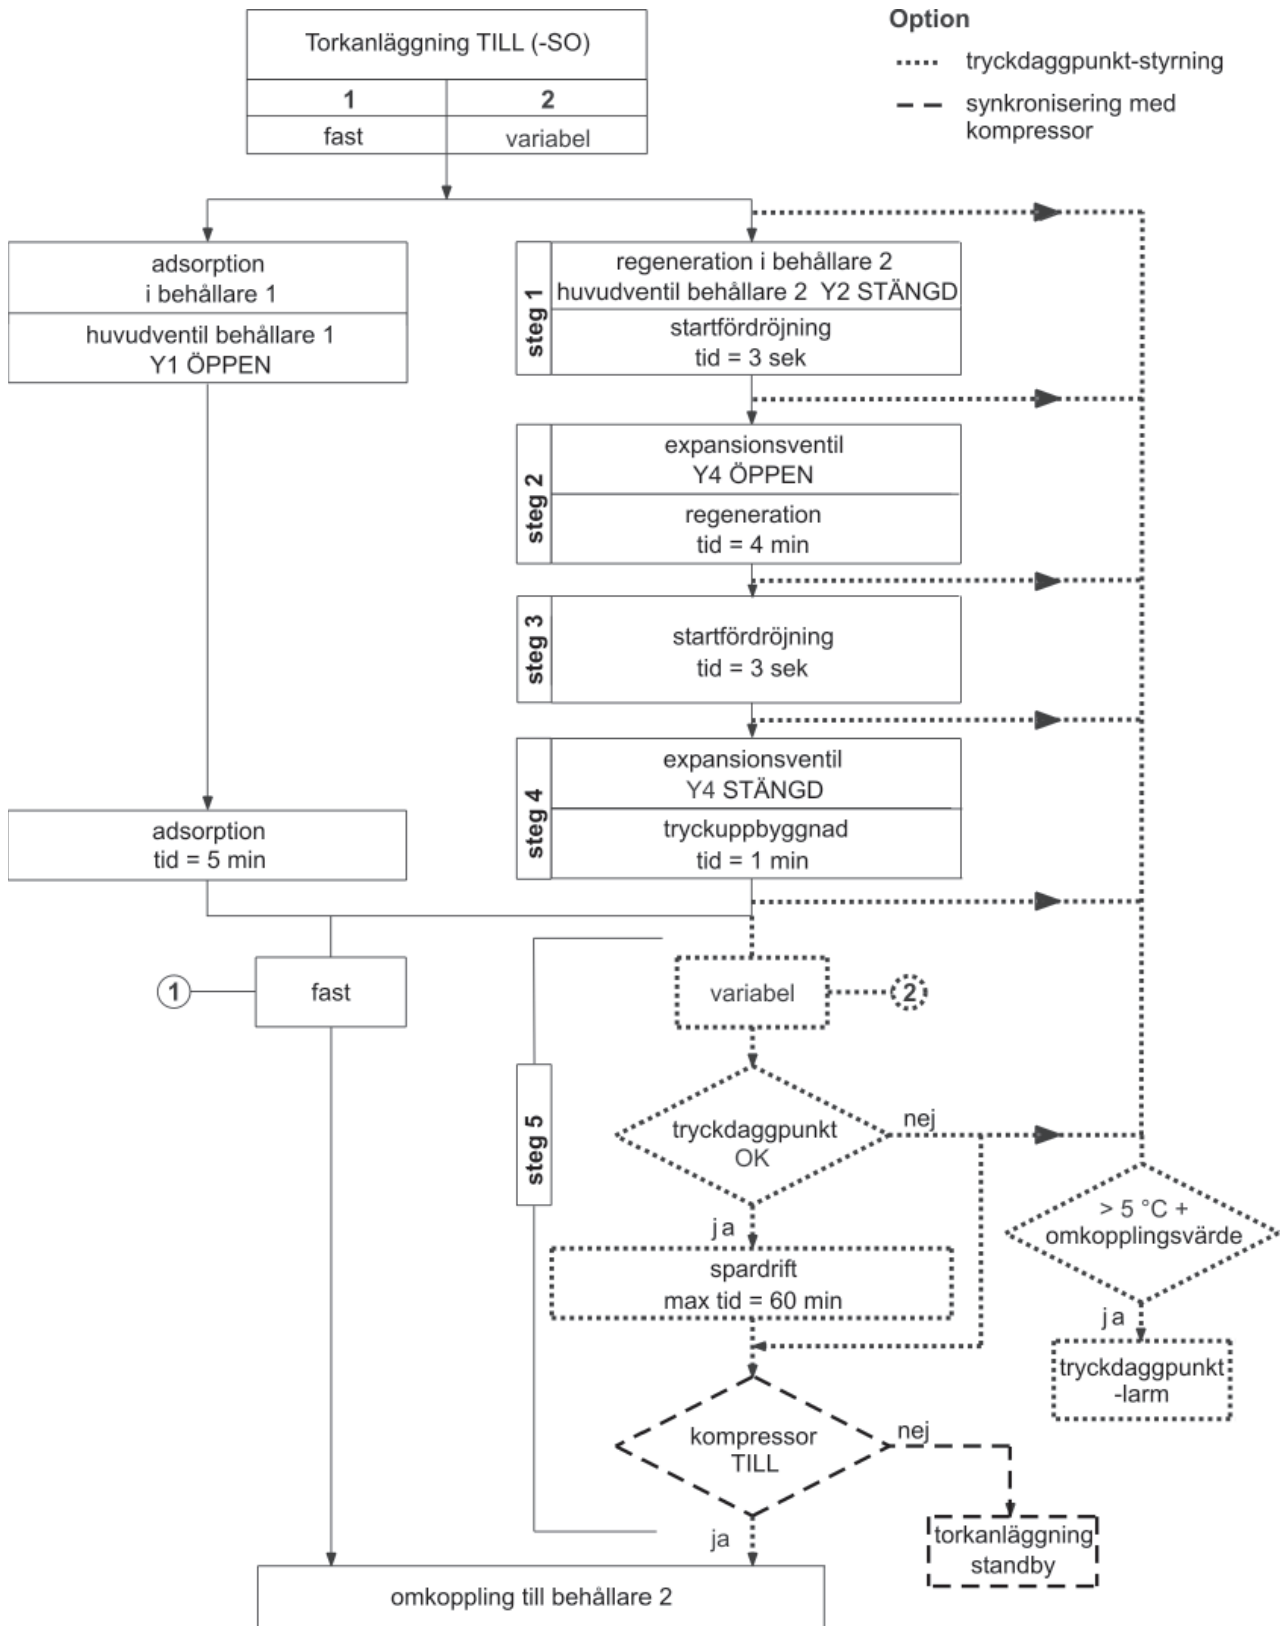 Torkanläggning TILL (-SO)
1
2
fast
variabel
Option
tryckdaggpunkt-styrning
synkronisering med
kompressor
adsorption
i behållare 1
huvudventil behållare 1
Y1 ÖPPEN
steg 1
regeneration i behållare 2
huvudventil behållare 2 Y2 STÄNGD
startfördröjning
tid = 3 sek
steg 2
expansionsventil
Y4 ÖPPEN
regeneration
tid = 4 min
steg 3
startfördröjning
tid = 3 sek
steg 4
expansionsventil
Y4 STÄNGD
tryckuppbyggnad
tid = 1 min
adsorption
tid = 5 min
1
fast
variabel
2
steg 5
tryckdaggpunkt
OK
nej
ja
spardrift
max tid = 60 min
> 5 °C +
omkopplingsvärde
ja
tryckdaggpunkt
-larm
kompressor
TILL
nej
ja
torkanläggning
standby
omkoppling till behållare 2